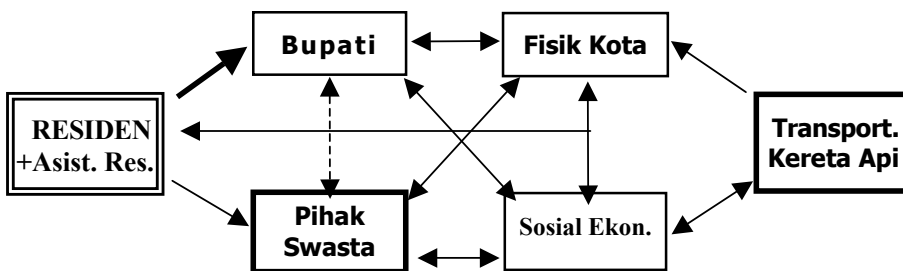 Bupati
Fisik Kota
RESIDEN
+Asist. Res.
Transport.
Kereta Api
Pihak
Swasta
Sosial Ekon.